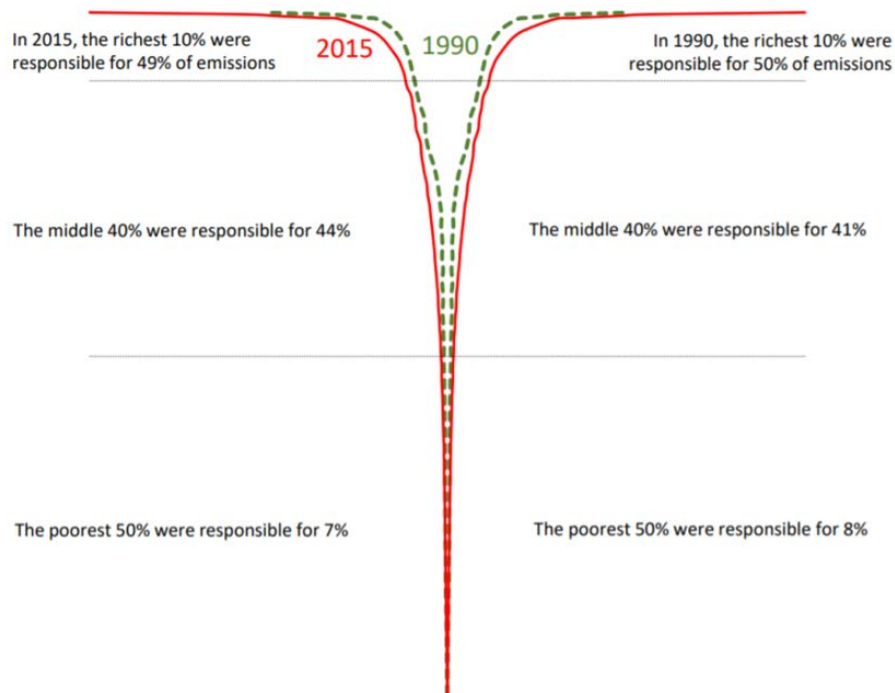 In 2015, the richest 10% were
responsible for 49% of emissions
2015
1990
In 1990, the richest 10% were
responsible for 50% of emissions
The middle 40% were responsible for 44%
The middle 40% were responsible for 41%
The poorest 50% were responsible for 7%
The poorest 50% were responsible for 8%